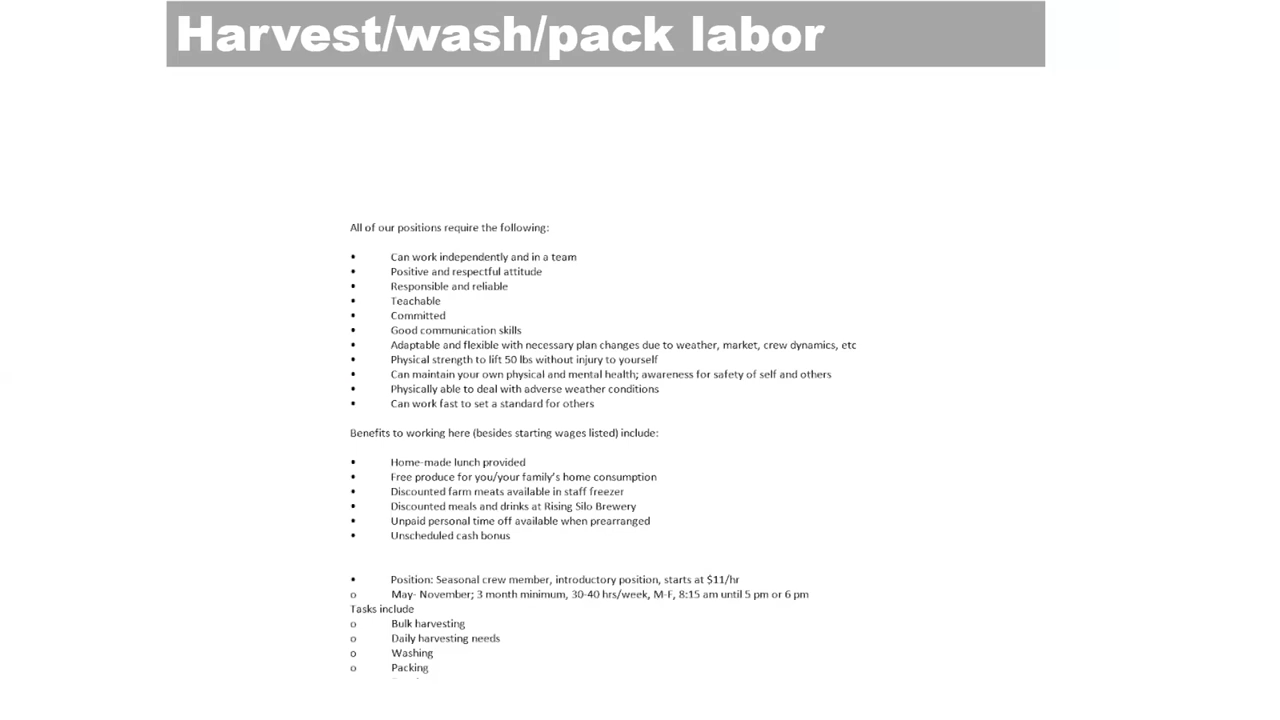 Harvest/wash/pack labor
All of our positions require the following:
• Can work independently and in a team
• Positive and respectful attitude
• Responsible and reliable
• Teachable
• Committed
• Good communication skills
• Adaptable and flexible with necessary plan changes due to weather, market, crew dynamics, etc
• Physical strength to lift 50 lbs without injury to yourself
• Can maintain your own physical and mental health; awareness for safety of self and others
• Physically able to deal with adverse weather conditions
• Can work fast to set a standard for others
Benefits to working here (besides starting wages listed) include:
• Home-made lunch provided
• Free produce for you/your family's home consumption
• Discounted farm meats available in staff freezer
• Discounted meals and drinks at Rising Silo Brewery
• Unpaid personal time off available when prearranged
• Unscheduled cash bonus
• Position: Seasonal crew member, introductory position, starts at $11/hr
o May- November; 3 month minimum, 30-40 hrs/week, M-F, 8:15 am until 5 pm or 6 pm
Tasks include
o Bulk harvesting
o Daily harvesting needs
o Washing
o Packing